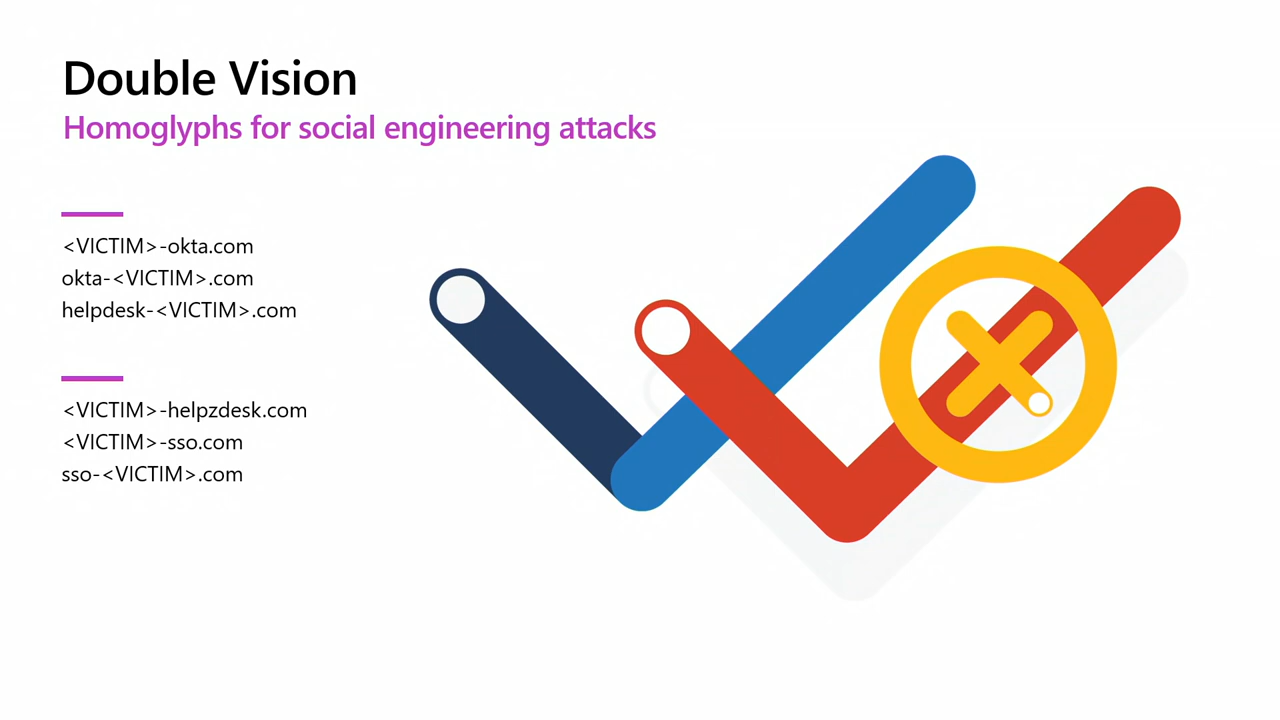 Double Vision
Homoglyphs for social engineering attacks
<VICTIM>-okta.com
okta-<VICTIM>.com
helpdesk-<VICTIM>.com
<VICTIM>-helpzdesk.com
<VICTIM>-sso.com
sso-<VICTIM>.com